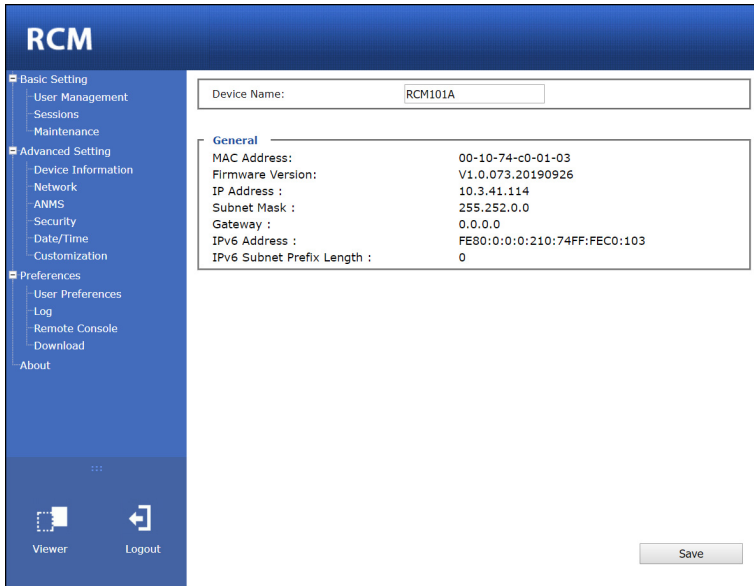 RCM
Basic Setting
User Management
Sessions
Maintenance
Advanced Setting
Device Information
Network
ANMS
Security
Date/Time
Customization
Preferences
User Preferences
Log
Remote Console
Download
About
Viewer
Logout
Device Name: RCM101A
General
MAC Address: 00-10-74-c0-01-03
Firmware Version: V1.0.073.20190926
IP Address : 10.3.41.114
Subnet Mask : 255.252.0.0
Gateway : 0.0.0.0
IPv6 Address : FE80:0:0:0:210:74FF:FEC0:103
IPv6 Subnet Prefix Length : 0
Save